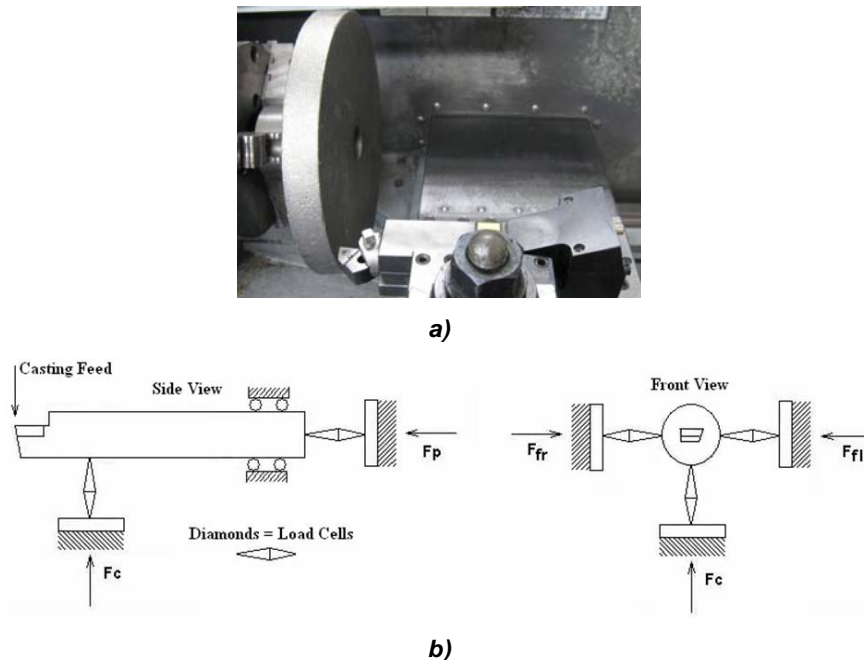 a)
Casting Feed
Side View
Front View
Fp
Ffr
Ffl
Diamonds = Load Cells
Fc
Fc
b)